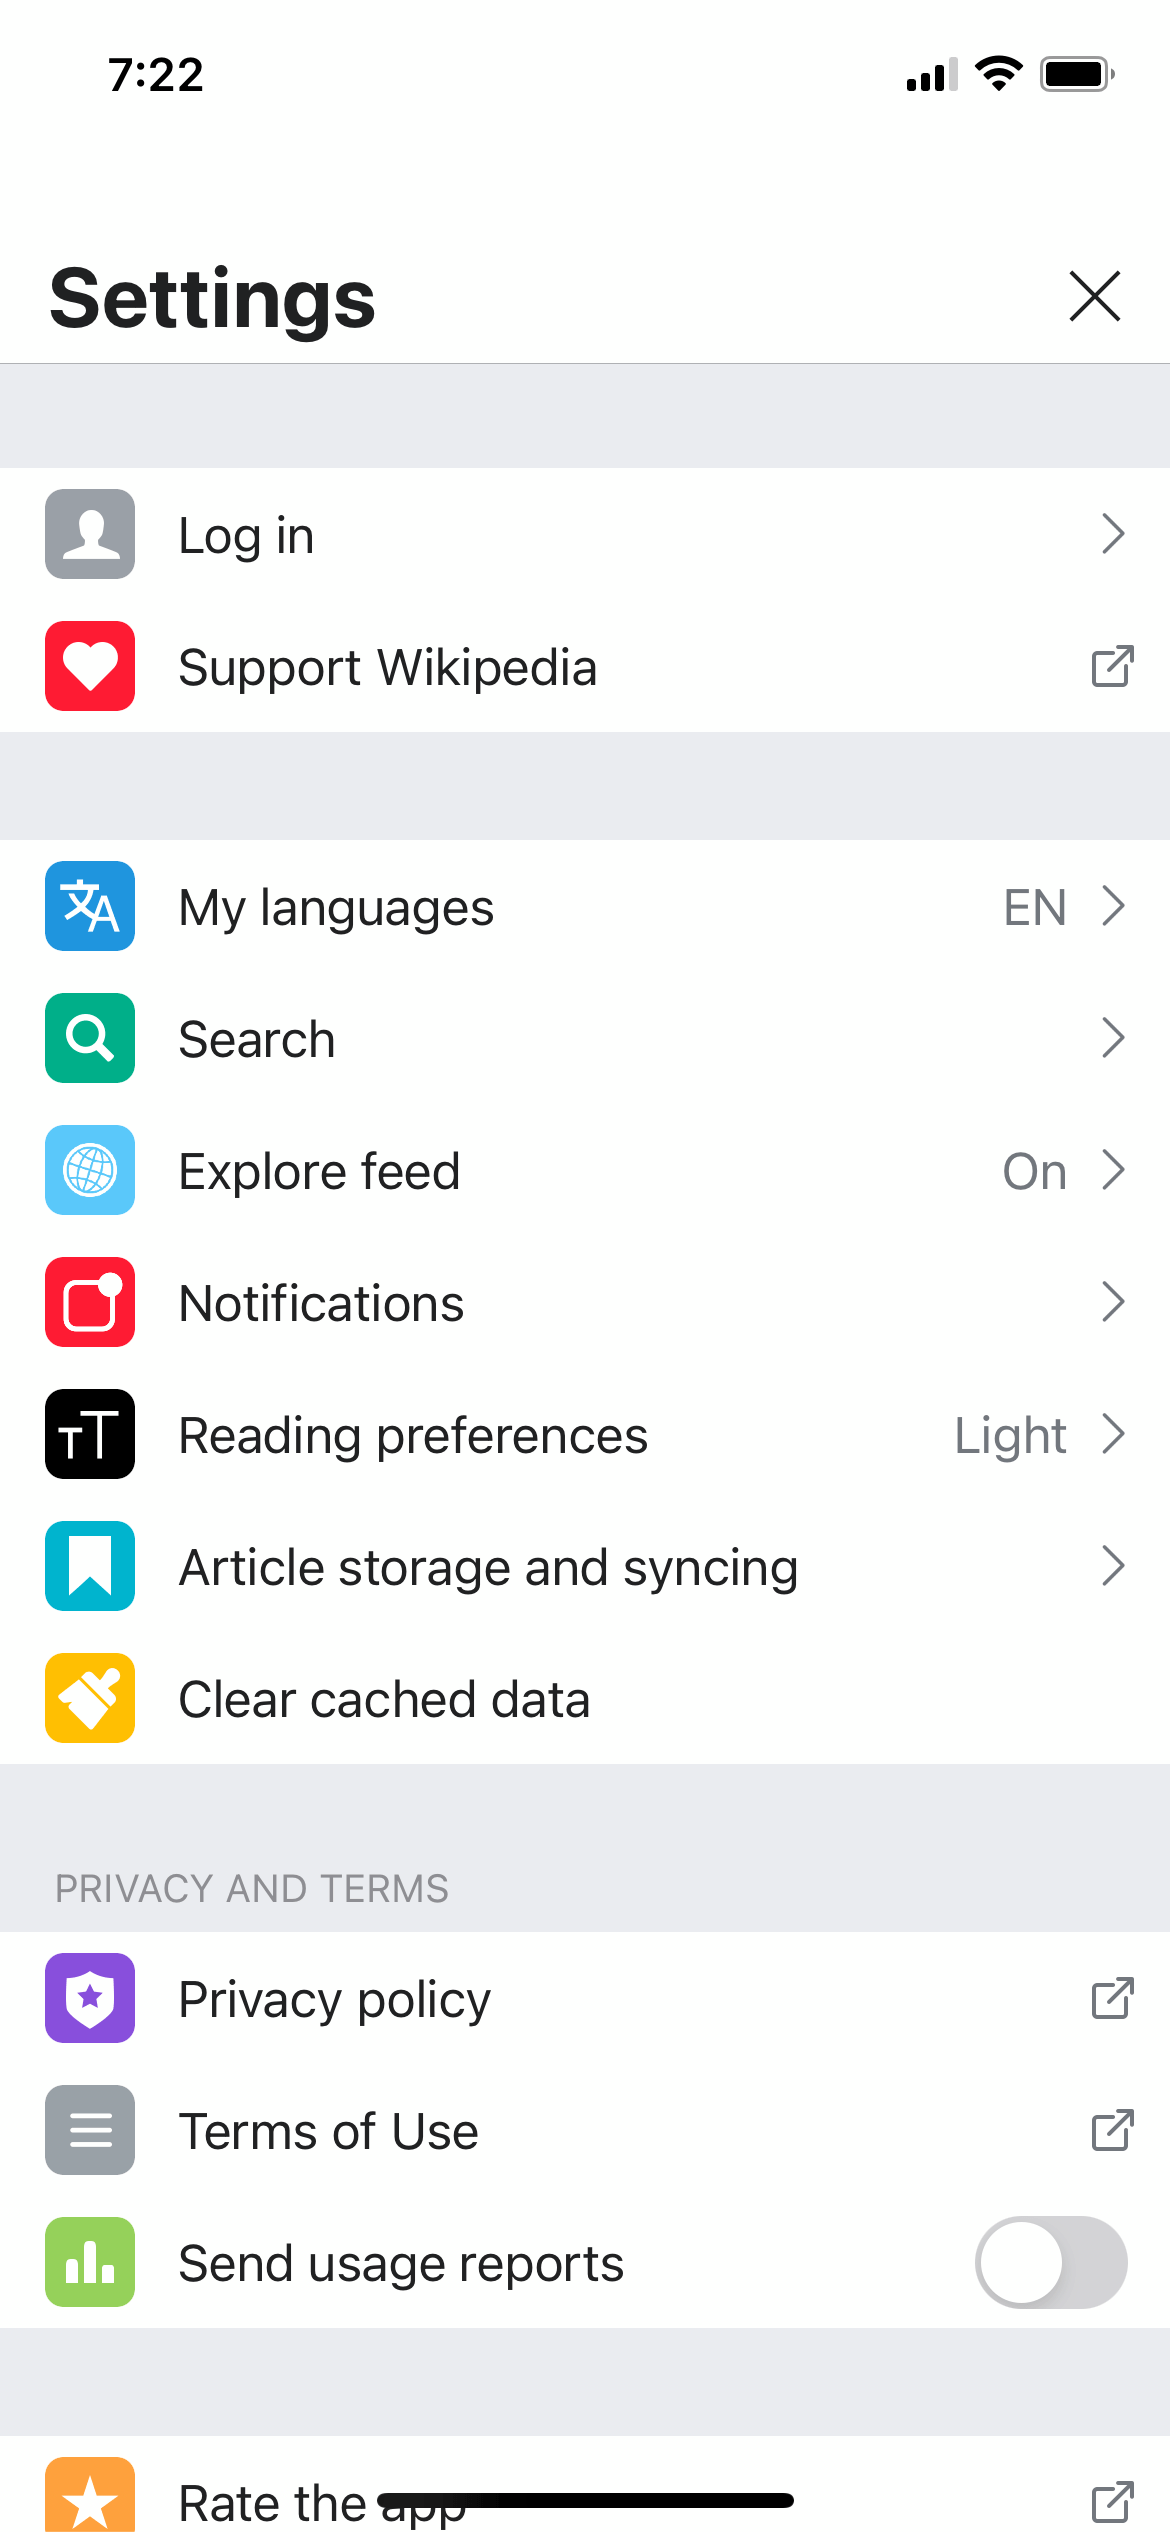 7:22
Settings
Log in
Support Wikipedia
My languages EN
Search
Explore feed On
Notifications
Reading preferences Light
Article storage and syncing
Clear cached data
PRIVACY AND TERMS
Privacy policy
Terms of Use
Send usage reports
Rate the app